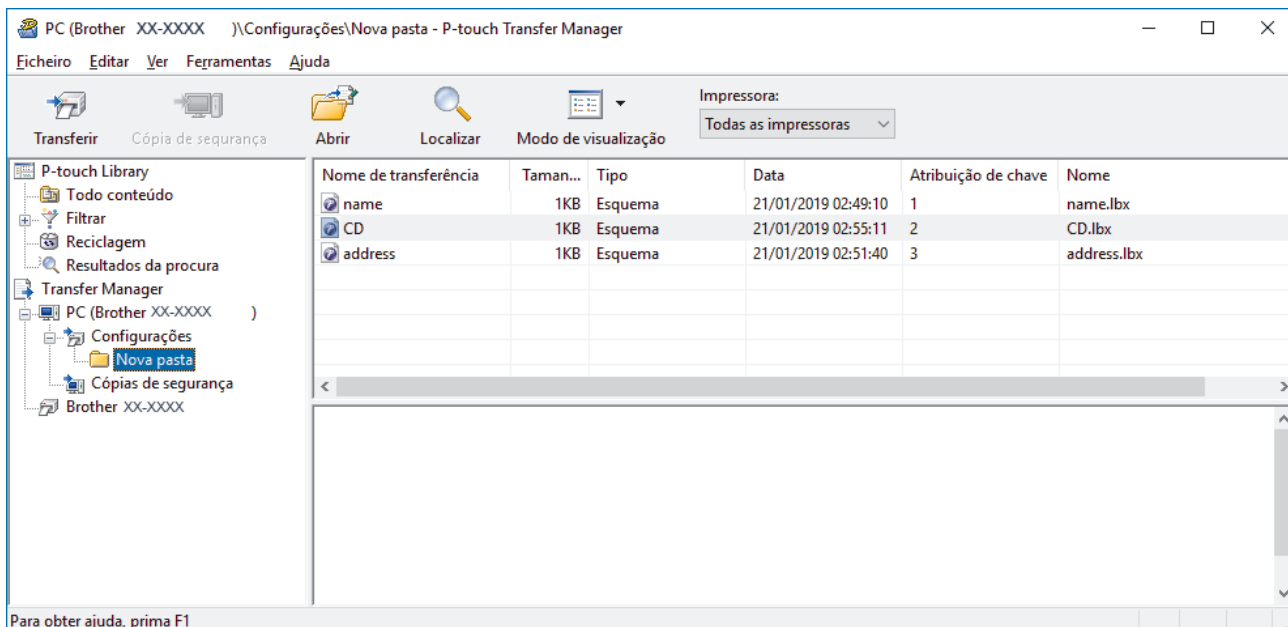 PC (Brother XX-XXXX )\Configurações\Nova pasta - P-touch Transfer Manager
Ficheiro Editar Ver Ferramentas Ajuda
Impressora:
Todas as impressoras
Transferir Cópia de segurança Abrir Localizar Modo de visualização
P-touch Library
Todo conteúdo
Filtrar
Reciclagem
Resultados da procura
Transfer Manager
PC (Brother XX-XXXX )
Configurações
Nova pasta
Cópias de segurança
Brother XX-XXXX
Nome de transferência Taman... Tipo Data Atribuição de chave Nome
name 1KB Esquema 21/01/2019 02:49:10 1 name.lbx
CD 1KB Esquema 21/01/2019 02:55:11 2 CD.lbx
address 1KB Esquema 21/01/2019 02:51:40 3 address.lbx
Para obter ajuda, prima F1